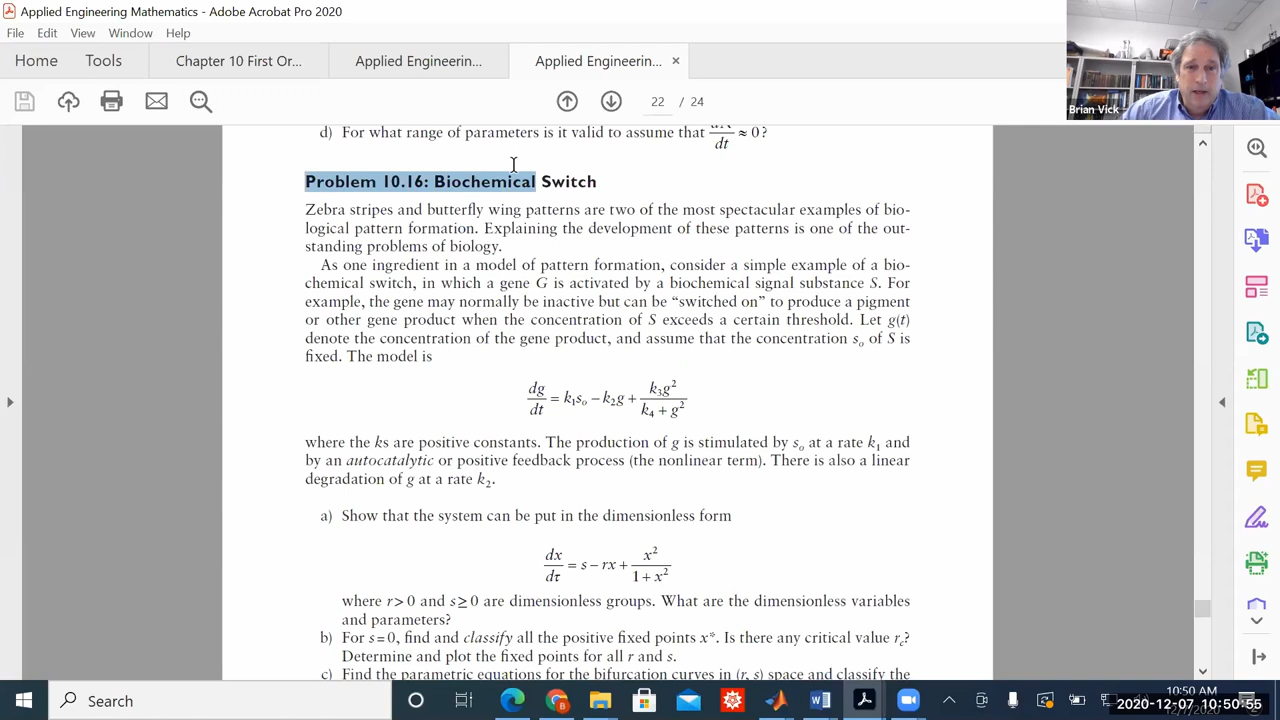 Applied Engineering Mathematics - Adobe Acrobat Pro 2020
File Edit View Window Help
Home Tools Chapter 10 First Or... Applied Engineerin... Applied Engineerin... ×
22 / 24
Brian Vick
d) For what range of parameters is it valid to assume that dX/dt ≈ 0?
Problem 10.16: Biochemical Switch
Zebra stripes and butterfly wing patterns are two of the most spectacular examples of bio-
logical pattern formation. Explaining the development of these patterns is one of the out-
standing problems of biology.
As one ingredient in a model of pattern formation, consider a simple example of a bio-
chemical switch, in which a gene G is activated by a biochemical signal substance S. For
example, the gene may normally be inactive but can be “switched on” to produce a pigment
or other gene product when the concentration of S exceeds a certain threshold. Let g(t)
denote the concentration of the gene product, and assume that the concentration sₒ of S is
fixed. The model is
dg/dt = k₁sₒ − k₂g + k₃g²/(k₄ + g²)
where the ks are positive constants. The production of g is stimulated by sₒ at a rate k₁ and
by an autocatalytic or positive feedback process (the nonlinear term). There is also a linear
degradation of g at a rate k₂.
a) Show that the system can be put in the dimensionless form
dx/dτ = s − rx + x²/(1 + x²)
where r > 0 and s ≥ 0 are dimensionless groups. What are the dimensionless variables
and parameters?
b) For s = 0, find and classify all the positive fixed points x*. Is there any critical value r꜀?
Determine and plot the fixed points for all r and s.
c) Find the parametric equations for the bifurcation curves in (r, s) space and classify the
Search
10:50 AM
2020-12-07 10:50:55